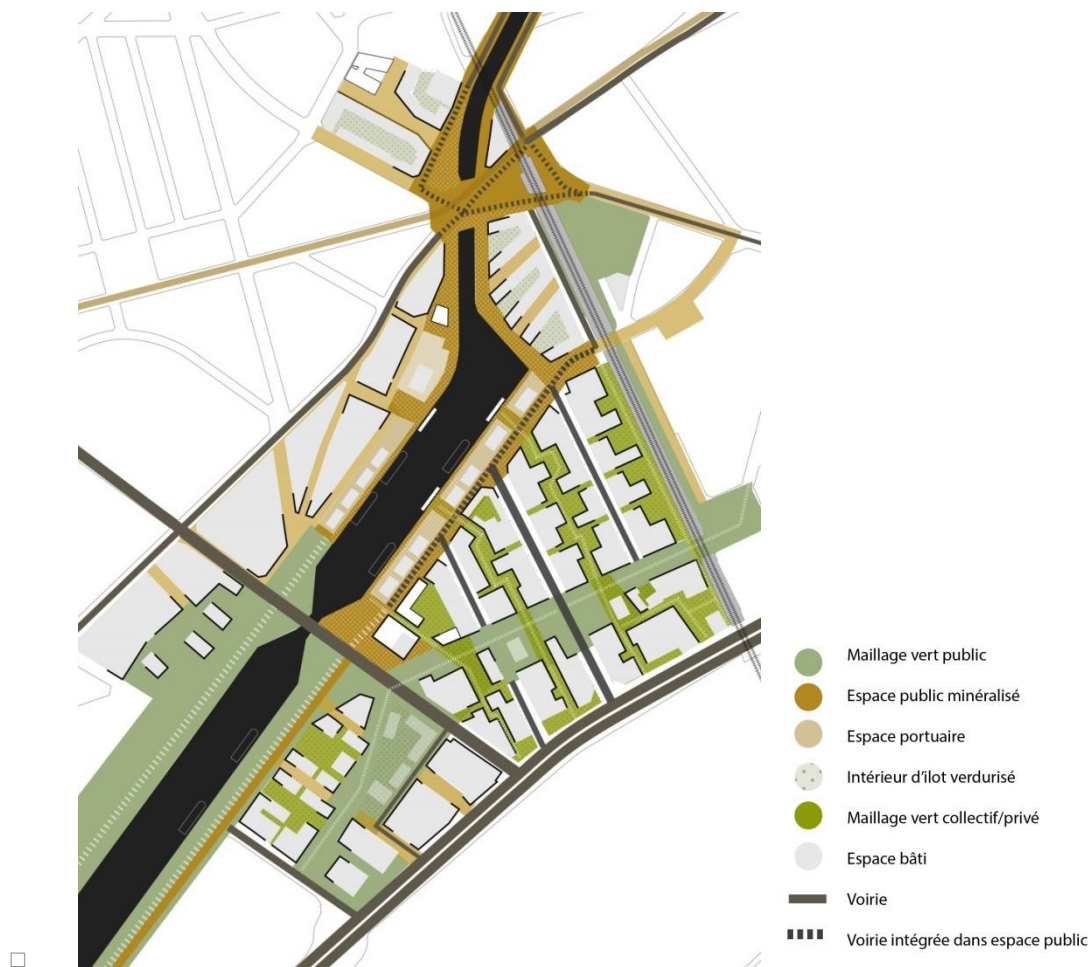 Maillage vert public
Espace public minéralisé
Espace portuaire
Intérieur d'ilot verdurisé
Maillage vert collectif/privé
Espace bâti
Voirie
Voirie intégrée dans espace public